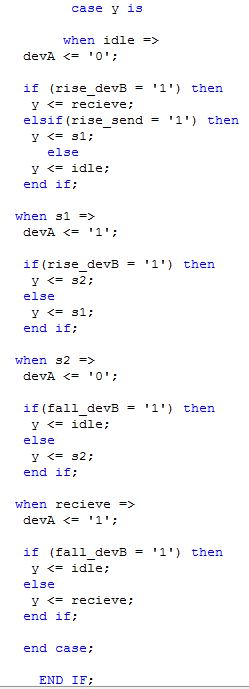 case y is
when idle =>
devA <= '0';
if (rise_devB = '1') then
y <= recieve;
elsif(rise_send = '1') then
y <= s1;
else
y <= idle;
end if;
when s1 =>
devA <= '1';
if(rise_devB = '1') then
y <= s2;
else
y <= s1;
end if;
when s2 =>
devA <= '0';
if(fall_devB = '1') then
y <= idle;
else
y <= s2;
end if;
when recieve =>
devA <= '1';
if (fall_devB = '1') then
y <= idle;
else
y <= recieve;
end if;
end case;
END IF;